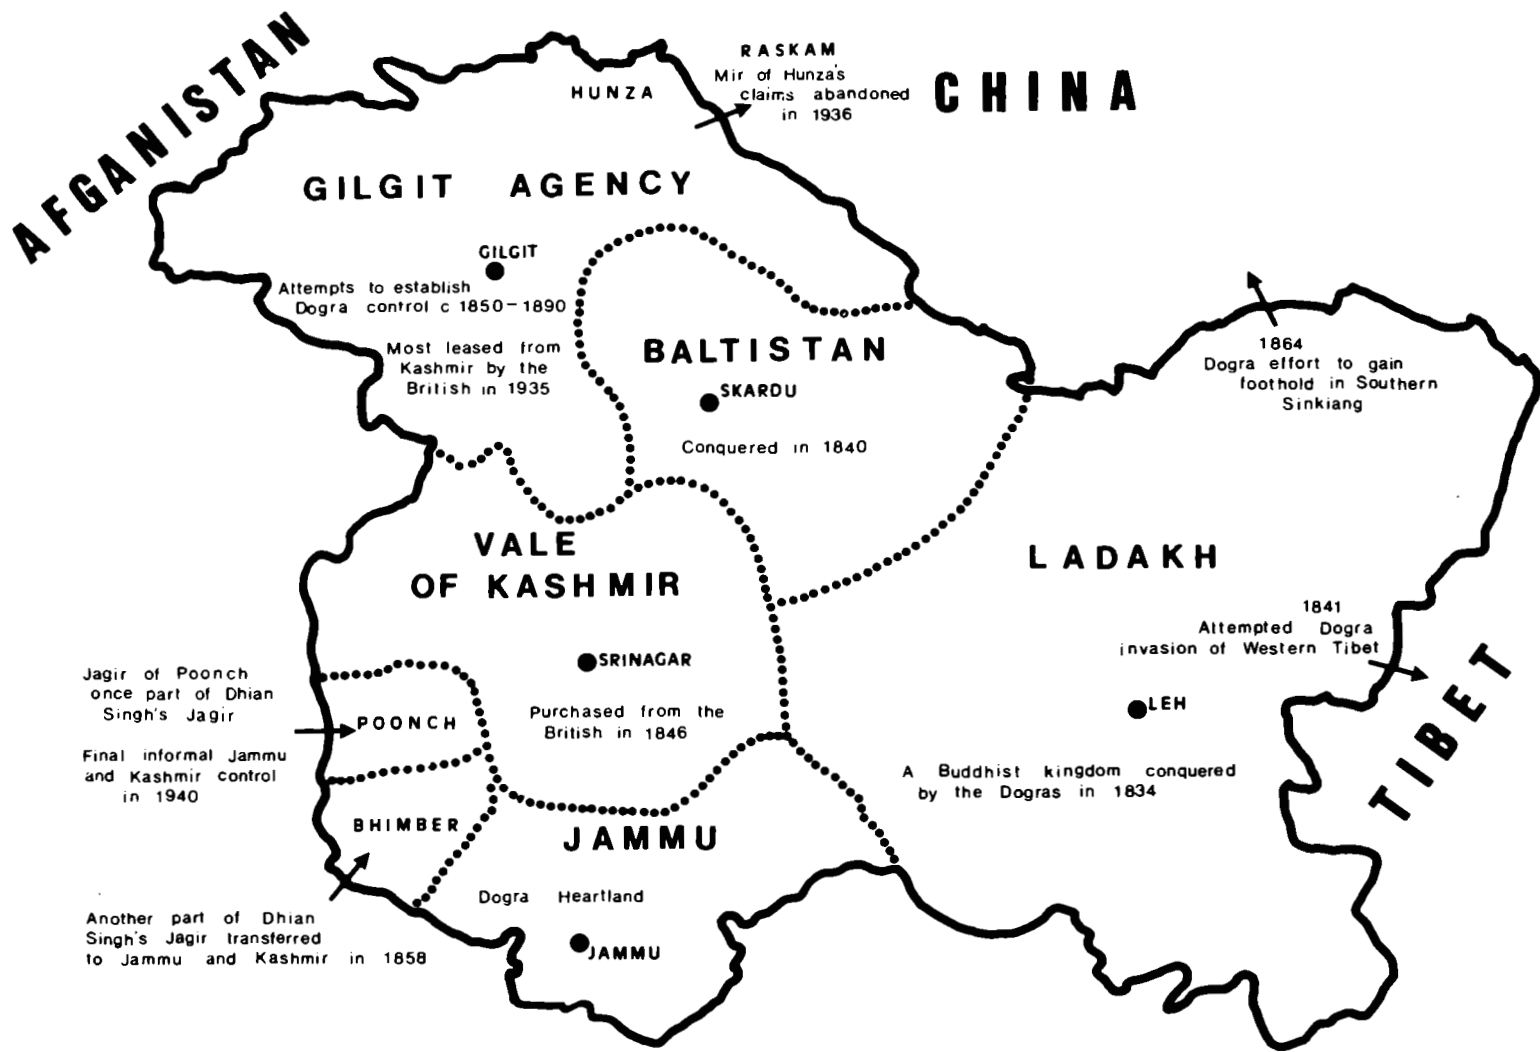 AFGANISTAN
RASKAM
Mir of Hunza's
claims abandoned
in 1936
CHINA
HUNZA
GILGIT AGENCY
GILGIT
Attempts to establish
Dogra control c 1850-1890
Most leased from
Kashmir by the
British in 1935
BALTISTAN
SKARDU
Conquered in 1840
1864
Dogra effort to gain
foothold in Southern
Sinkiang
VALE
OF KASHMIR
SRINAGAR
Purchased from the
British in 1846
LADAKH
1841
Attempted Dogra
invasion of Western Tibet
LEH
A Buddhist kingdom conquered
by the Dogras in 1834
TIBET
Jagir of Poonch
once part of Dhian
Singh's Jagir
Final informal Jammu
and Kashmir control
in 1940
POONCH
BHIMBER
Another part of Dhian
Singh's Jagir transferred
to Jammu and Kashmir in 1858
JAMMU
Dogra Heartland
JAMMU